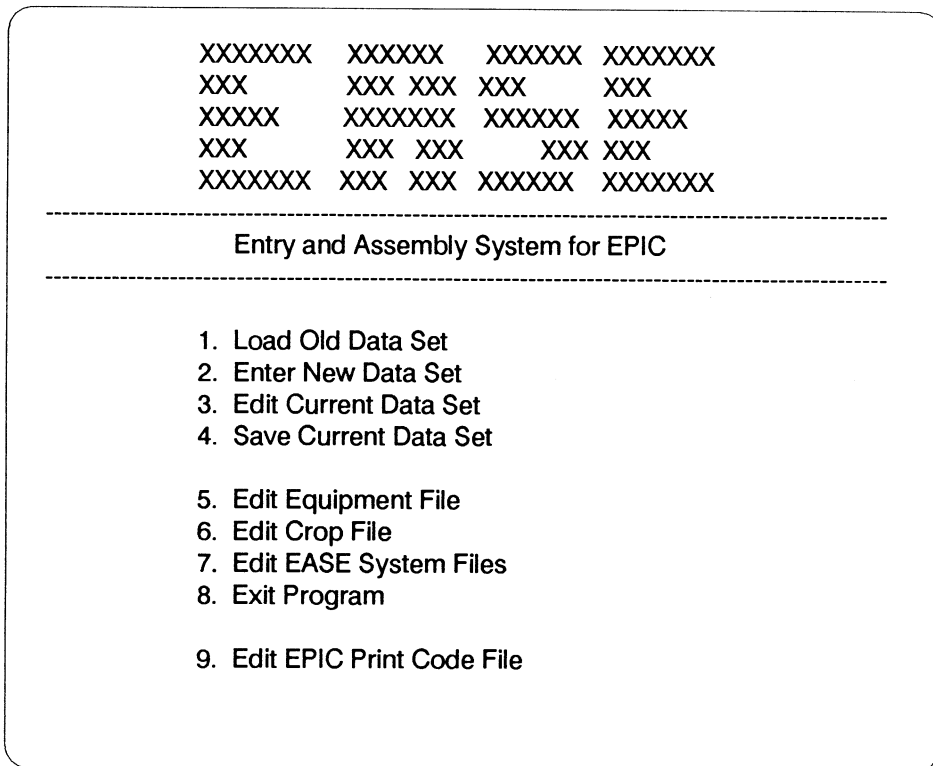 XXXXXXX XXXXXX XXXXXX XXXXXXX
XXX XXX XXX XXX XXX
XXXXX XXXXXXX XXXXXX XXXXX
XXX XXX XXX XXX XXX
XXXXXXX XXX XXX XXXXXX XXXXXXX
Entry and Assembly System for EPIC
1. Load Old Data Set
2. Enter New Data Set
3. Edit Current Data Set
4. Save Current Data Set
5. Edit Equipment File
6. Edit Crop File
7. Edit EASE System Files
8. Exit Program
9. Edit EPIC Print Code File